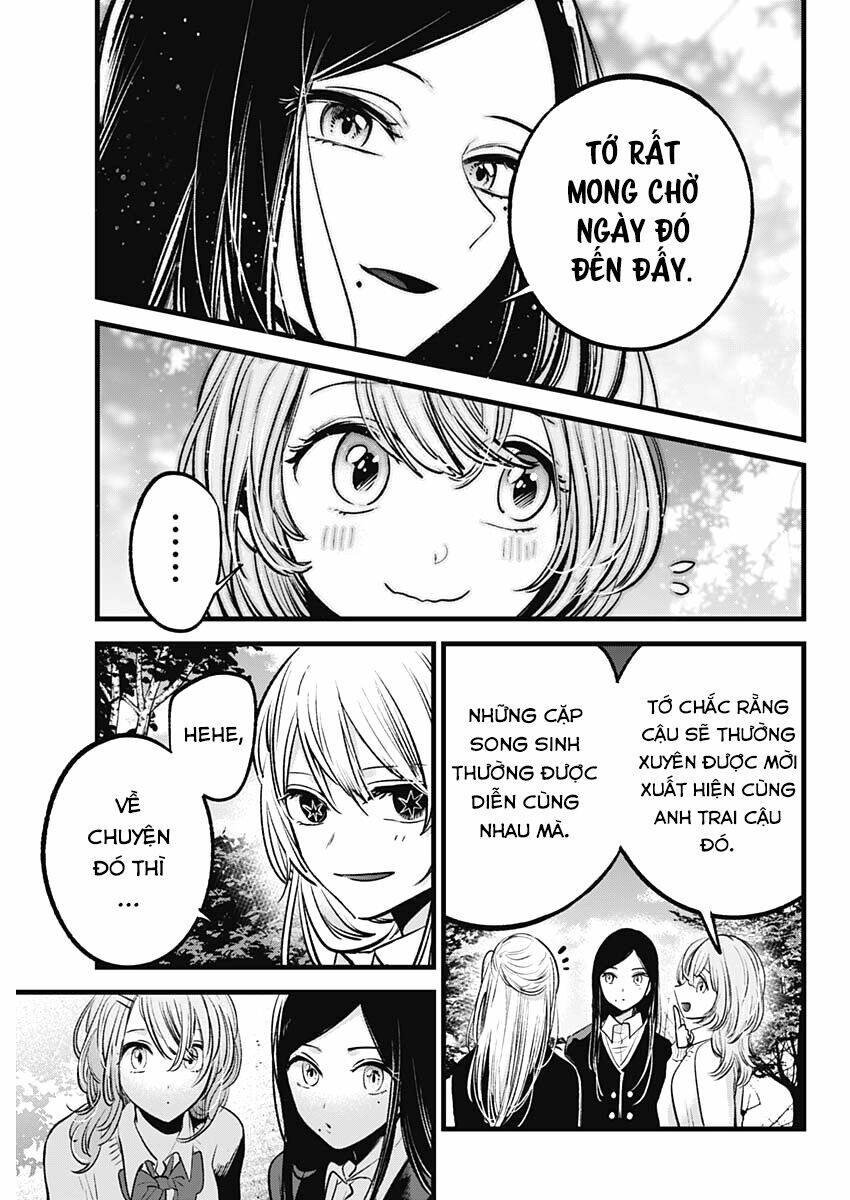 TỚ RẤT
MONG CHỜ
NGÀY ĐÓ
ĐẾN ĐẤY.
......
TỚ CHẮC RẰNG
CẬU SẼ THƯỜNG
XUYÊN ĐƯỢC MỜI
XUẤT HIỆN CÙNG
ANH TRAI CẬU
ĐÓ.
NHỮNG CẶP
SONG SINH
THƯỜNG ĐƯỢC
DIỄN CÙNG
NHAU MÀ.
HEHE,
VỀ
CHUYỆN
ĐÓ THÌ
...